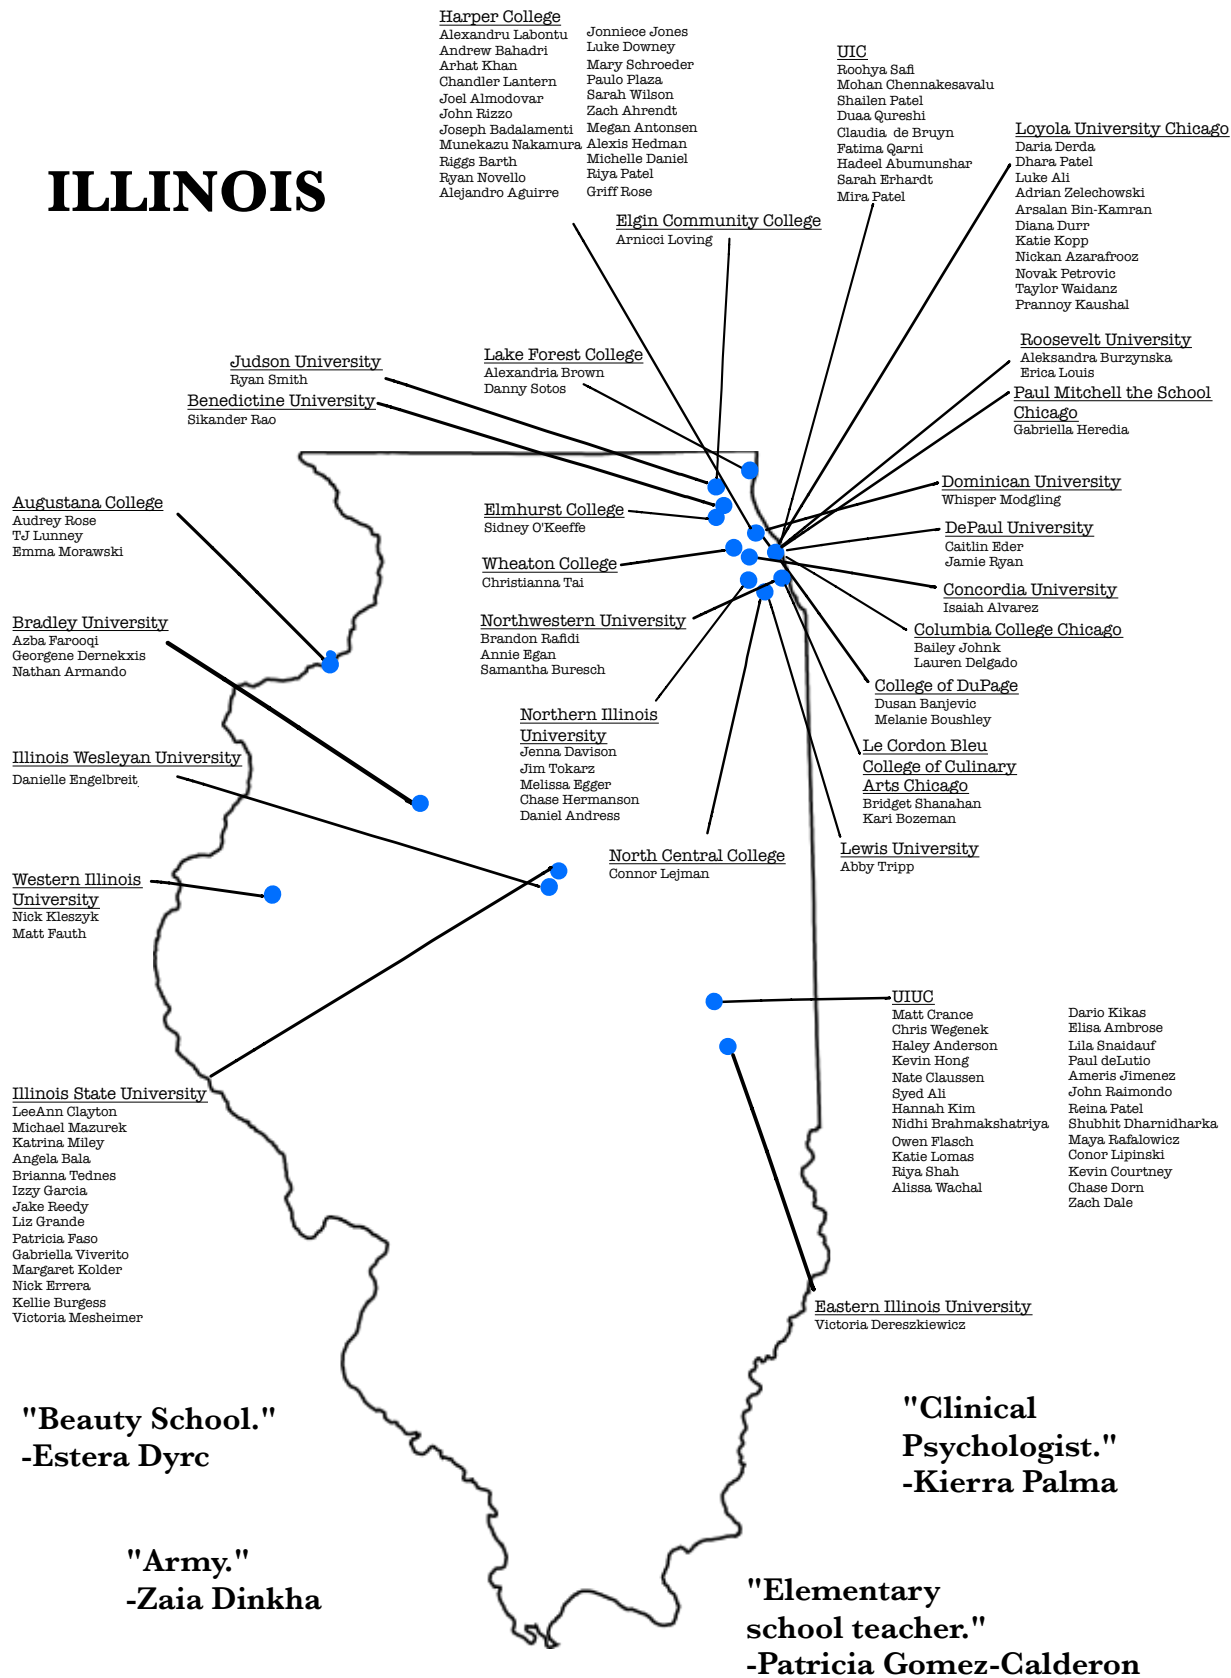 ILLINOIS
Harper College
Alexandru Labontu
Andrew Bahadri
Arhat Khan
Chandler Lantern
Joel Almodovar
John Rizzo
Joseph Badalamenti
Munekazu Nakamura
Riggs Barth
Ryan Novello
Alejandro Aguirre
Jonniece Jones
Luke Downey
Mary Schroeder
Paulo Plaza
Sarah Wilson
Zach Ahrendt
Megan Antonsen
Alexis Hedman
Michelle Daniel
Riya Patel
Griff Rose
UIC
Roohya Safi
Mohan Chennakesavalu
Shailen Patel
Duaa Qureshi
Claudia de Bruyn
Fatima Qarni
Hadeel Abumunshar
Sarah Erhardt
Mira Patel
Loyola University Chicago
Daria Derda
Dhara Patel
Luke Ali
Adrian Zelechowski
Arsalan Bin-Kamran
Diana Durr
Katie Kopp
Nickan Azarafrooz
Novak Petrovic
Taylor Waidanz
Prannoy Kaushal
Elgin Community College
Arnicci Loving
Roosevelt University
Aleksandra Burzynska
Erica Louis
Paul Mitchell the School
Chicago
Gabriella Heredia
Lake Forest College
Alexandria Brown
Danny Sotos
Judson University
Ryan Smith
Benedictine University
Sikander Rao
Augustana College
Audrey Rose
TJ Lunney
Emma Morawski
Elmhurst College
Sidney O'Keeffe
Dominican University
Whisper Modgling
DePaul University
Caitlin Eder
Jamie Ryan
Wheaton College
Christianna Tai
Concordia University
Isaiah Alvarez
Bradley University
Azba Farooqi
Georgene Dernekxis
Nathan Armando
Northwestern University
Brandon Rafidi
Annie Egan
Samantha Buresch
Columbia College Chicago
Bailey Johnk
Lauren Delgado
College of DuPage
Dusan Banjevic
Melanie Boushley
Northern Illinois
University
Jenna Davison
Jim Tokarz
Melissa Egger
Chase Hermanson
Daniel Andress
Le Cordon Bleu
College of Culinary
Arts Chicago
Bridget Shanahan
Kari Bozeman
Illinois Wesleyan University
Danielle Engelbreit
North Central College
Connor Lejman
Lewis University
Abby Tripp
Western Illinois
University
Nick Kleszyk
Matt Fauth
UIUC
Matt Crance
Chris Wegenek
Haley Anderson
Kevin Hong
Nate Claussen
Syed Ali
Hannah Kim
Nidhi Brahmakshatriya
Owen Flasch
Katie Lomas
Riya Shah
Alissa Wachal
Dario Kikas
Elisa Ambrose
Lila Snaidauf
Paul deLutio
Ameris Jimenez
John Raimondo
Reina Patel
Shubhit Dharnidharka
Maya Rafalowicz
Conor Lipinski
Kevin Courtney
Chase Dorn
Zach Dale
Illinois State University
LeeAnn Clayton
Michael Mazurek
Katrina Miley
Angela Bala
Brianna Tednes
Izzy Garcia
Jake Reedy
Liz Grande
Patricia Faso
Gabriella Viverito
Margaret Kolder
Nick Errera
Kellie Burgess
Victoria Mesheimer
Eastern Illinois University
Victoria Dereszkiewicz
"Beauty School."
-Estera Dyrc
"Clinical
Psychologist."
-Kierra Palma
"Army."
-Zaia Dinkha
"Elementary
school teacher."
-Patricia Gomez-Calderon